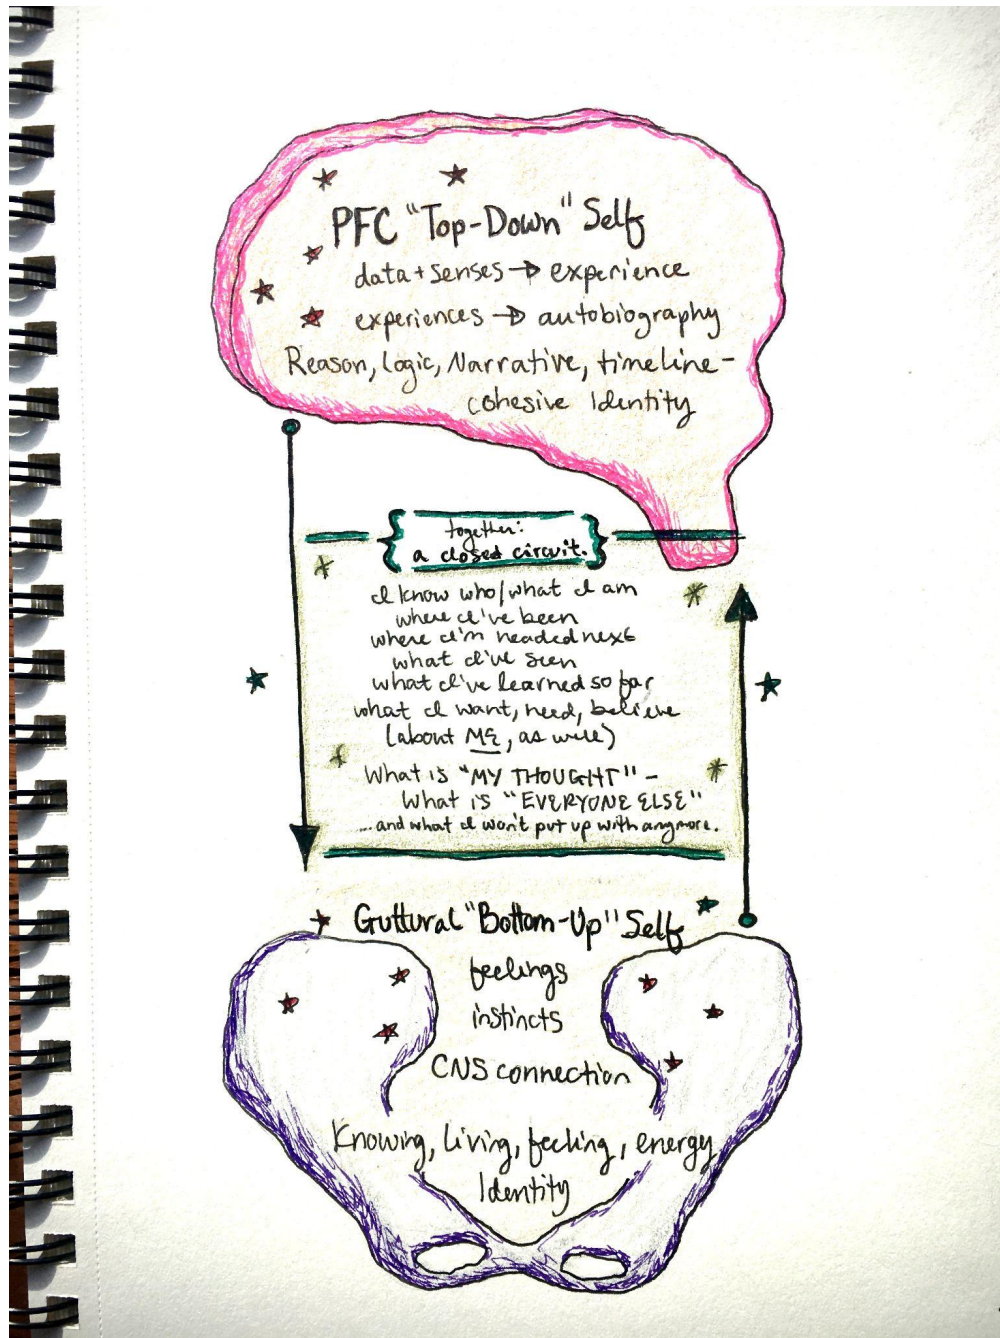 PFC "Top-Down" Self
data + senses → experience
experiences → autobiography
Reason, Logic, Narrative, timeline -
cohesive Identity
together:
a closed circuit.
I know who/what I am
where I've been
where I'm headed next
what I've seen
what I've learned so far
what I want, need, believe
(about ME, as well)
What is "MY THOUGHT" -
What is "EVERYONE ELSE"
...and what I won't put up with anymore.
Guttural "Bottom-Up" Self
feelings
instincts
CNS connection
Knowing, Living, feeling, energy
Identity